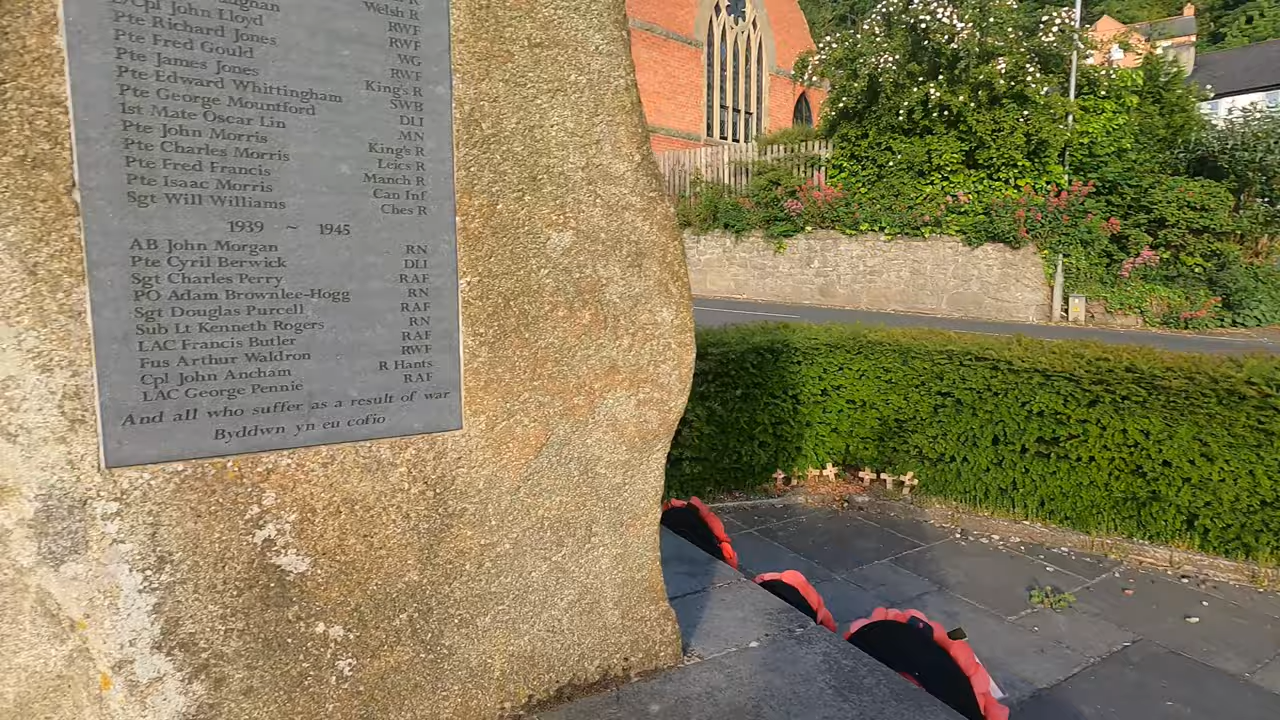 Welsh R
RWF
Cpl John Lloyd RWF
Pte Richard Jones WG
Pte Fred Gould RWF
Pte James Jones King's R
Pte Edward Whittingham SWB
Pte George Mountford DLI
1st Mate Oscar Lin MN
Pte John Morris King's R
Pte Charles Morris Leics R
Pte Fred Francis Manch R
Pte Isaac Morris Can Inf
Sgt Will Williams Ches R
1939 ~ 1945
AB John Morgan RN
Pte Cyril Berwick DLI
Sgt Charles Perry RAF
PO Adam Brownlee-Hogg RN
Sgt Douglas Purcell RAF
Sub Lt Kenneth Rogers RN
LAC Francis Butler RAF
Fus Arthur Waldron RWF
Cpl John Ancham R Hants
LAC George Pennie RAF
And all who suffer as a result of war
Byddwn yn eu cofio